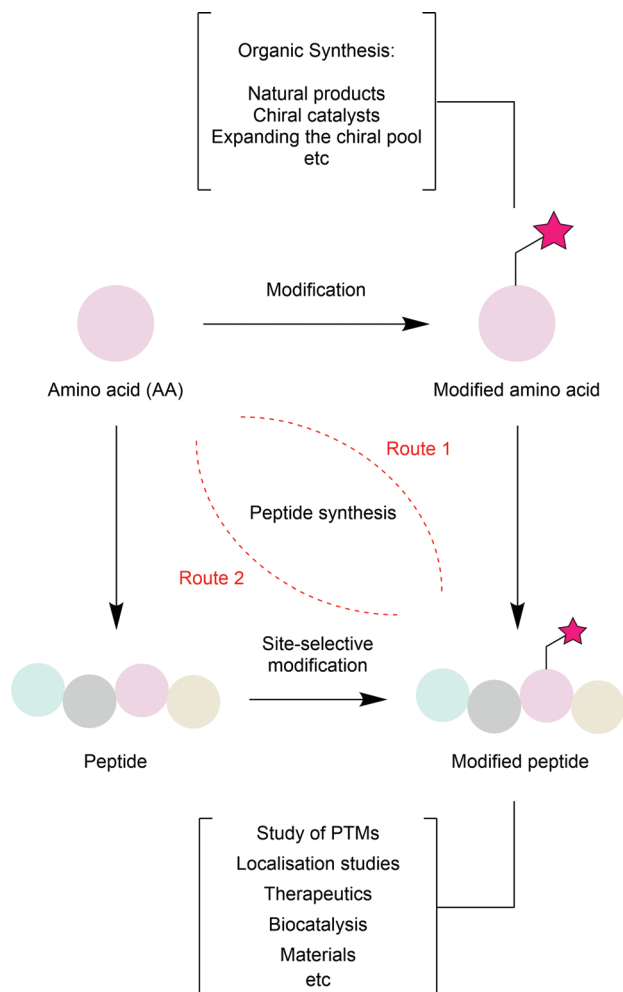 Organic Synthesis:
Natural products
Chiral catalysts
Expanding the chiral pool
etc
Modification
Amino acid (AA)
Modified amino acid
Route 1
Peptide synthesis
Route 2
Site-selective
modification
Peptide
Modified peptide
Study of PTMs
Localisation studies
Therapeutics
Biocatalysis
Materials
etc